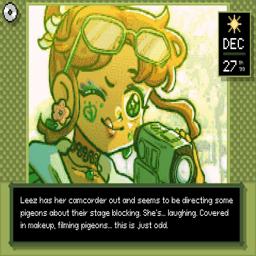 DEC
27
Leez has her camcorder out and seems to be directing some
pigeons about their stage blocking. She's... laughing. Covered
in makeup, filming pigeons... this is just odd.